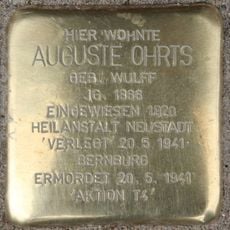 HIER WOHNTE
AUGUSTE OHRTS
GEB. WULFF
JG. 1886
EINGEWIESEN 1920
HEILANSTALT NEUSTADT
'VERLEGT' 20.5.1941
BERNBURG
ERMORDET 20.5.1941
'AKTION T4'